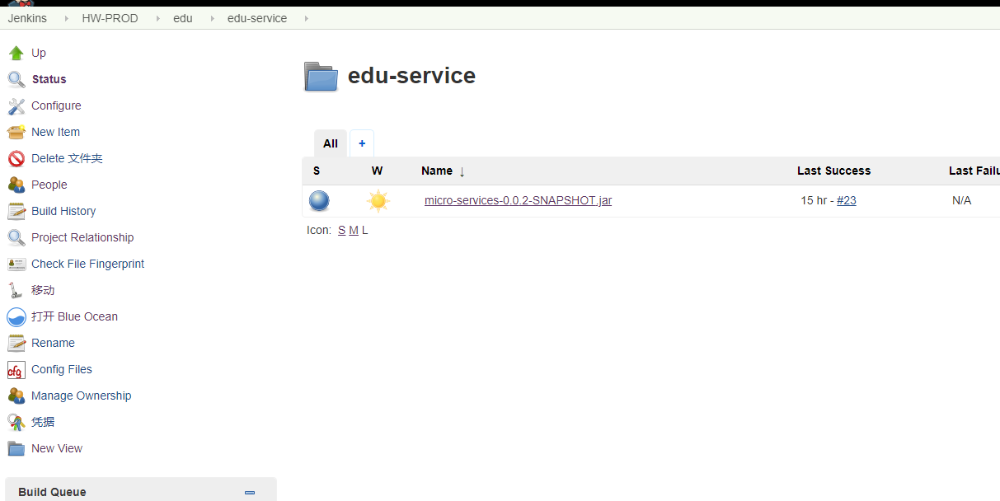 Jenkins HW-PROD edu edu-service
Up
Status
Configure
New Item
Delete 文件夹
People
Build History
Project Relationship
Check File Fingerprint
移动
打开 Blue Ocean
Rename
cfg Config Files
Manage Ownership
凭据
New View
Build Queue
edu-service
All +
S W Name ↓ Last Success Last Failu
micro-services-0.0.2-SNAPSHOT.jar 15 hr - #23 N/A
Icon: S M L